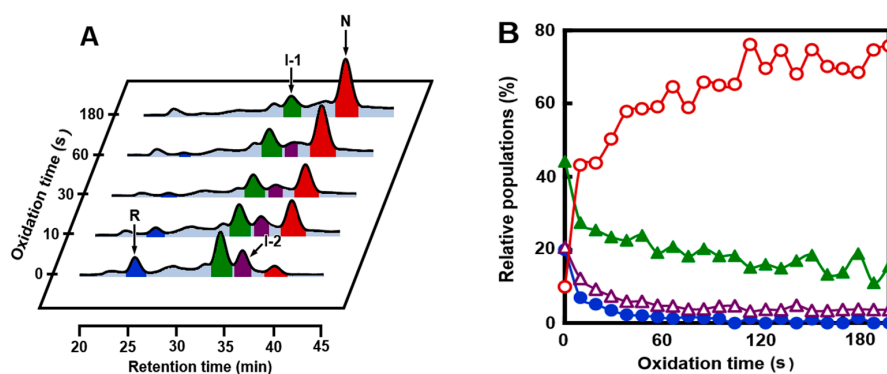 A
N
I-1
180
60
30
10
0
Oxidation time (s)
R
I-2
20 25 30 35 40 45
Retention time (min)
B
80
60
40
20
0
Relative populations (%)
0 60 120 180
Oxidation time (s)